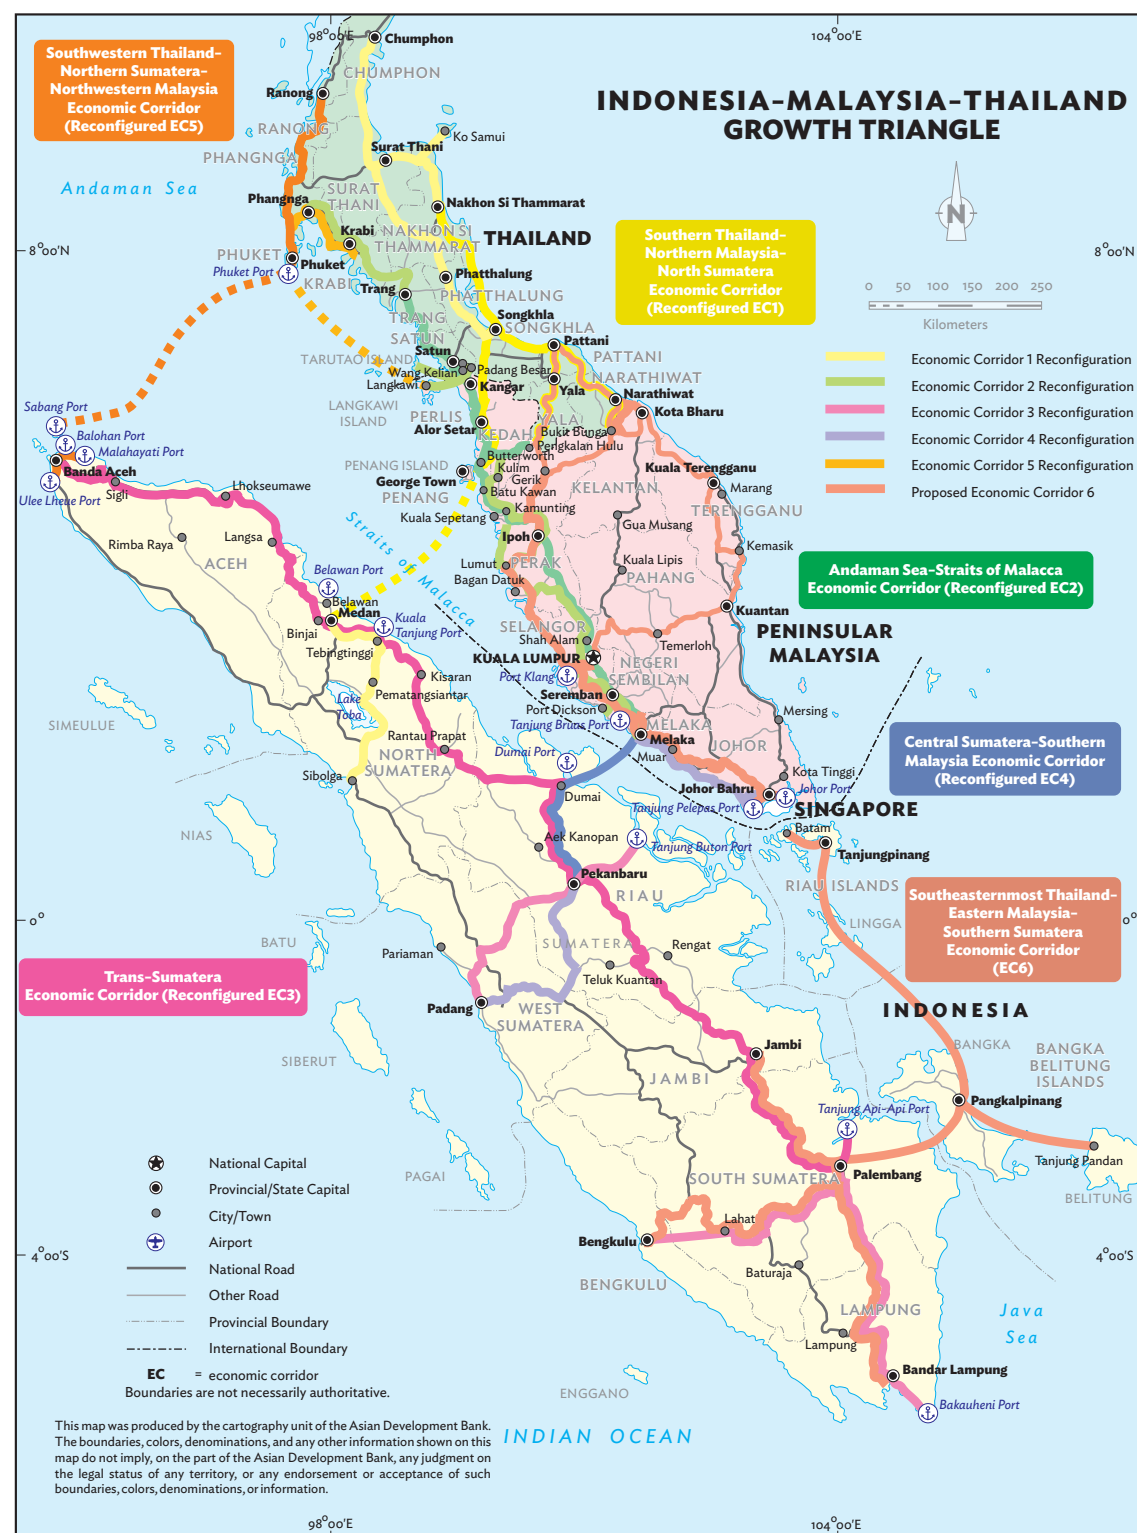 98°00'E
104°00'E
INDONESIA–MALAYSIA–THAILAND
GROWTH TRIANGLE
Southwestern Thailand–
Northern Sumatera–
Northwestern Malaysia
Economic Corridor
(Reconfigured EC5)
Chumphon
CHUMPHON
Ranong
RANONG
PHANGNGA
Ko Samui
Surat Thani
Andaman Sea
SURAT
THANI
Phangnga
Nakhon Si Thammarat
Krabi
NAKHON SI
THAMMARAT
THAILAND
N
8°00'N
8°00'N
PHUKET
Phuket
Phuket Port
KRABI
Phatthalung
PHATTHALUNG
Trang
TRANG
Songkhla
SONGKHLA
Southern Thailand–
Northern Malaysia–
North Sumatera
Economic Corridor
(Reconfigured EC1)
0 50 100 150 200 250
Kilometers
SATUN
Satun
TARUTAO ISLAND
Wang Kelian
Padang Besar
Langkawi
Kangar
LANGKAWI
ISLAND
Pattani
PATTANI
Yala
NARATHIWAT
Narathiwat
Kota Bharu
Economic Corridor 1 Reconfiguration
Economic Corridor 2 Reconfiguration
Economic Corridor 3 Reconfiguration
Economic Corridor 4 Reconfiguration
Economic Corridor 5 Reconfiguration
Proposed Economic Corridor 6
Sabang Port
Balohan Port
Malahayati Port
Banda Aceh
Ulee Lheue Port
Sigli
Lhokseumawe
PERLIS
Alor Setar
KEDAH
YALA
Bukit Bunga
Pengkalan Hulu
Butterworth
PENANG ISLAND
George Town
PENANG
Kulim
Gerik
Batu Kawan
KELANTAN
Kuala Terengganu
Marang
TERENGGANU
Kuala Sepetang
Kamunting
Gua Musang
Straits of Malacca
Rimba Raya
Langsa
ACEH
Ipoh
Kemasik
Lumut
PERAK
Bagan Datuk
Kuala Lipis
PAHANG
Andaman Sea–Straits of Malacca
Economic Corridor (Reconfigured EC2)
Belawan Port
Belawan
Medan
Binjai
Kuala
Tanjung Port
Tebingtinggi
Kuantan
SELANGOR
Shah Alam
KUALA LUMPUR
Temerloh
PENINSULAR
MALAYSIA
Port Klang
NEGERI
SEMBILAN
Seremban
Port Dickson
Tanjung Bruas Port
MELAKA
Melaka
Kisaran
Pematangsiantar
Lake
Toba
SIMEULUE
Rantau Prapat
NORTH
SUMATERA
Dumai Port
Muar
JOHOR
Mersing
Central Sumatera–Southern
Malaysia Economic Corridor
(Reconfigured EC4)
Sibolga
Dumai
Kota Tinggi
Johor Bahru
Johor Port
Tanjung Pelepas Port
SINGAPORE
NIAS
Aek Kanopan
Tanjung Buton Port
Batam
Tanjungpinang
Pekanbaru
RIAU
RIAU ISLANDS
LINGGA
Southeasternmost Thailand–
Eastern Malaysia–
Southern Sumatera
Economic Corridor
(EC6)
0°
0°
BATU
Pariaman
SUMATERA
Rengat
Teluk Kuantan
Trans–Sumatera
Economic Corridor (Reconfigured EC3)
Padang
WEST
SUMATERA
INDONESIA
SIBERUT
Jambi
JAMBI
BANGKA
BANGKA
BELITUNG
ISLANDS
Pangkalpinang
Tanjung Api–Api Port
Tanjung Pandan
BELITUNG
PAGAI
SOUTH SUMATERA
Palembang
Lahat
Bengkulu
BENGKULU
Baturaja
4°00'S
4°00'S
LAMPUNG
Lampung
Java
Sea
Bandar Lampung
Bakauheni Port
ENGGANO
INDIAN OCEAN
National Capital
Provincial/State Capital
City/Town
Airport
National Road
Other Road
Provincial Boundary
International Boundary
EC = economic corridor
Boundaries are not necessarily authoritative.
This map was produced by the cartography unit of the Asian Development Bank.
The boundaries, colors, denominations, and any other information shown on this
map do not imply, on the part of the Asian Development Bank, any judgment on
the legal status of any territory, or any endorsement or acceptance of such
boundaries, colors, denominations, or information.
98°00'E
104°00'E